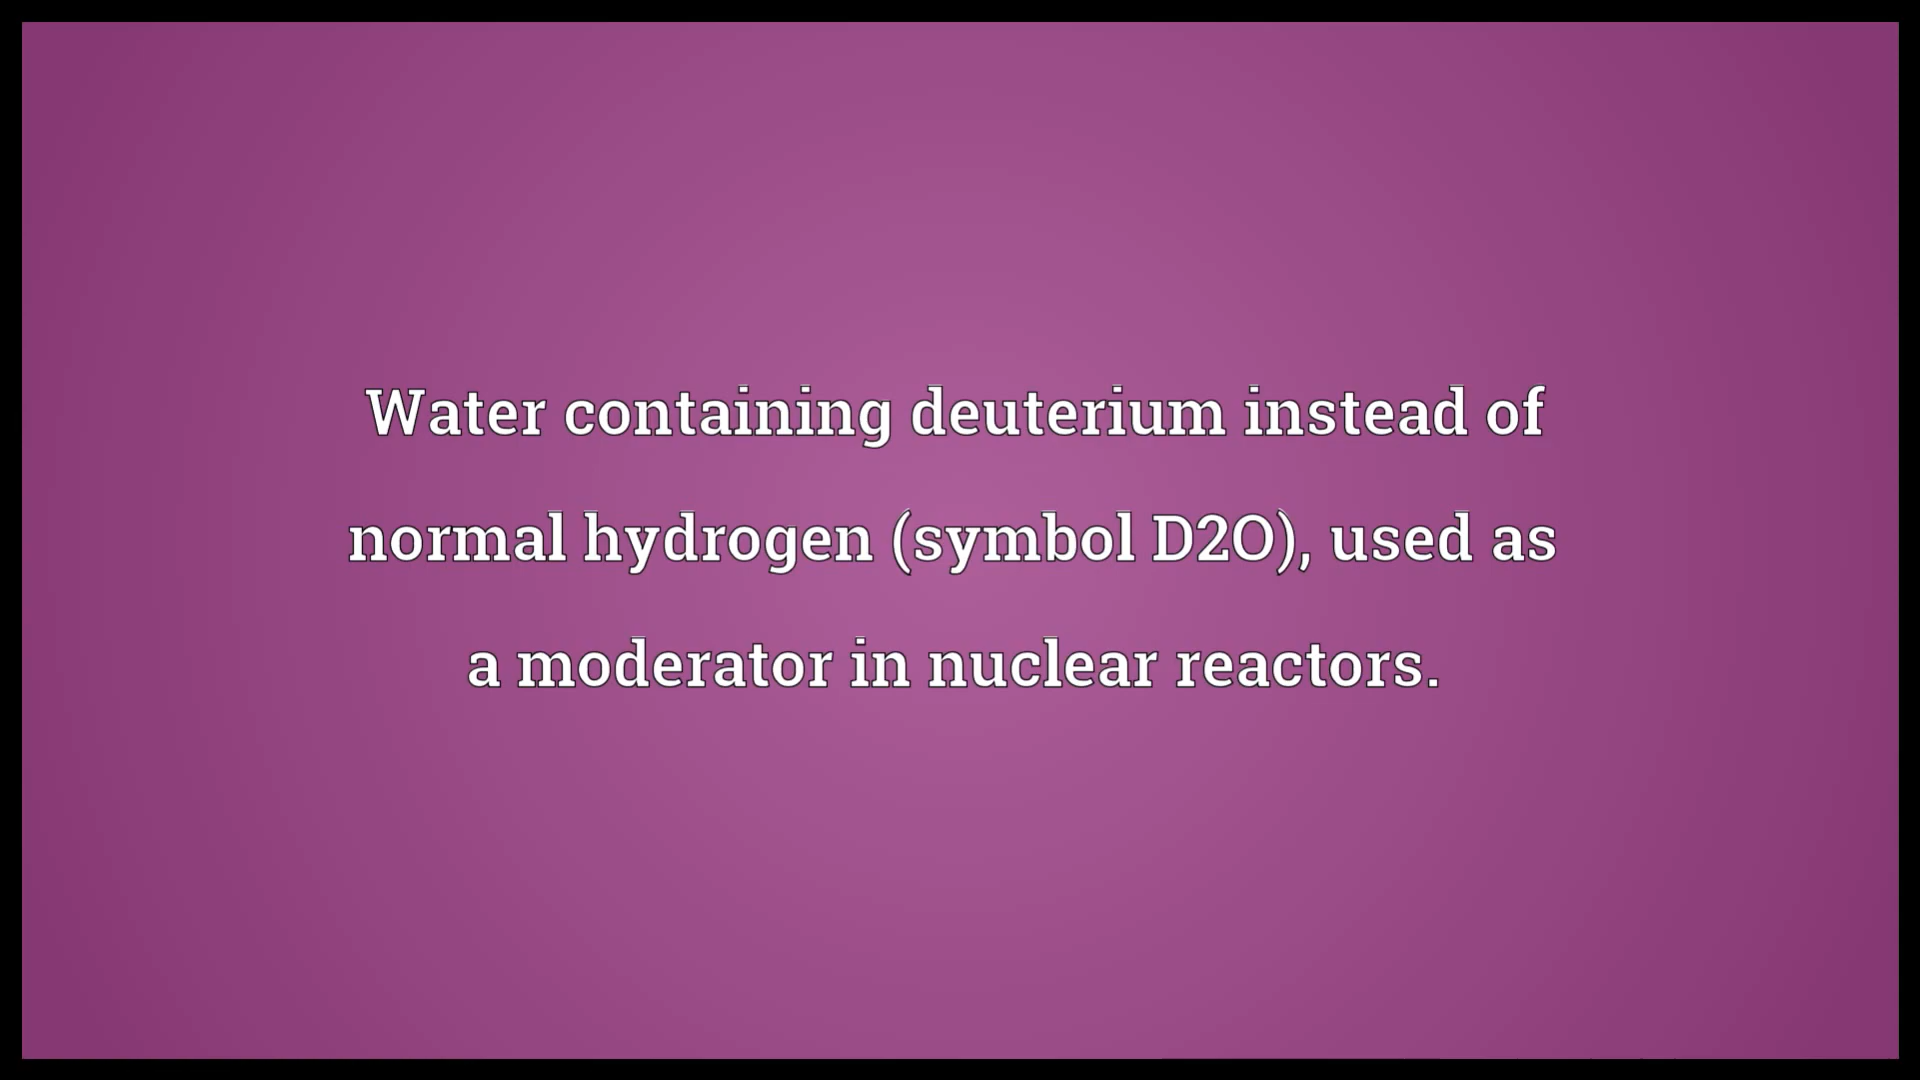 Water containing deuterium instead of
normal hydrogen (symbol D2O), used as
a moderator in nuclear reactors.